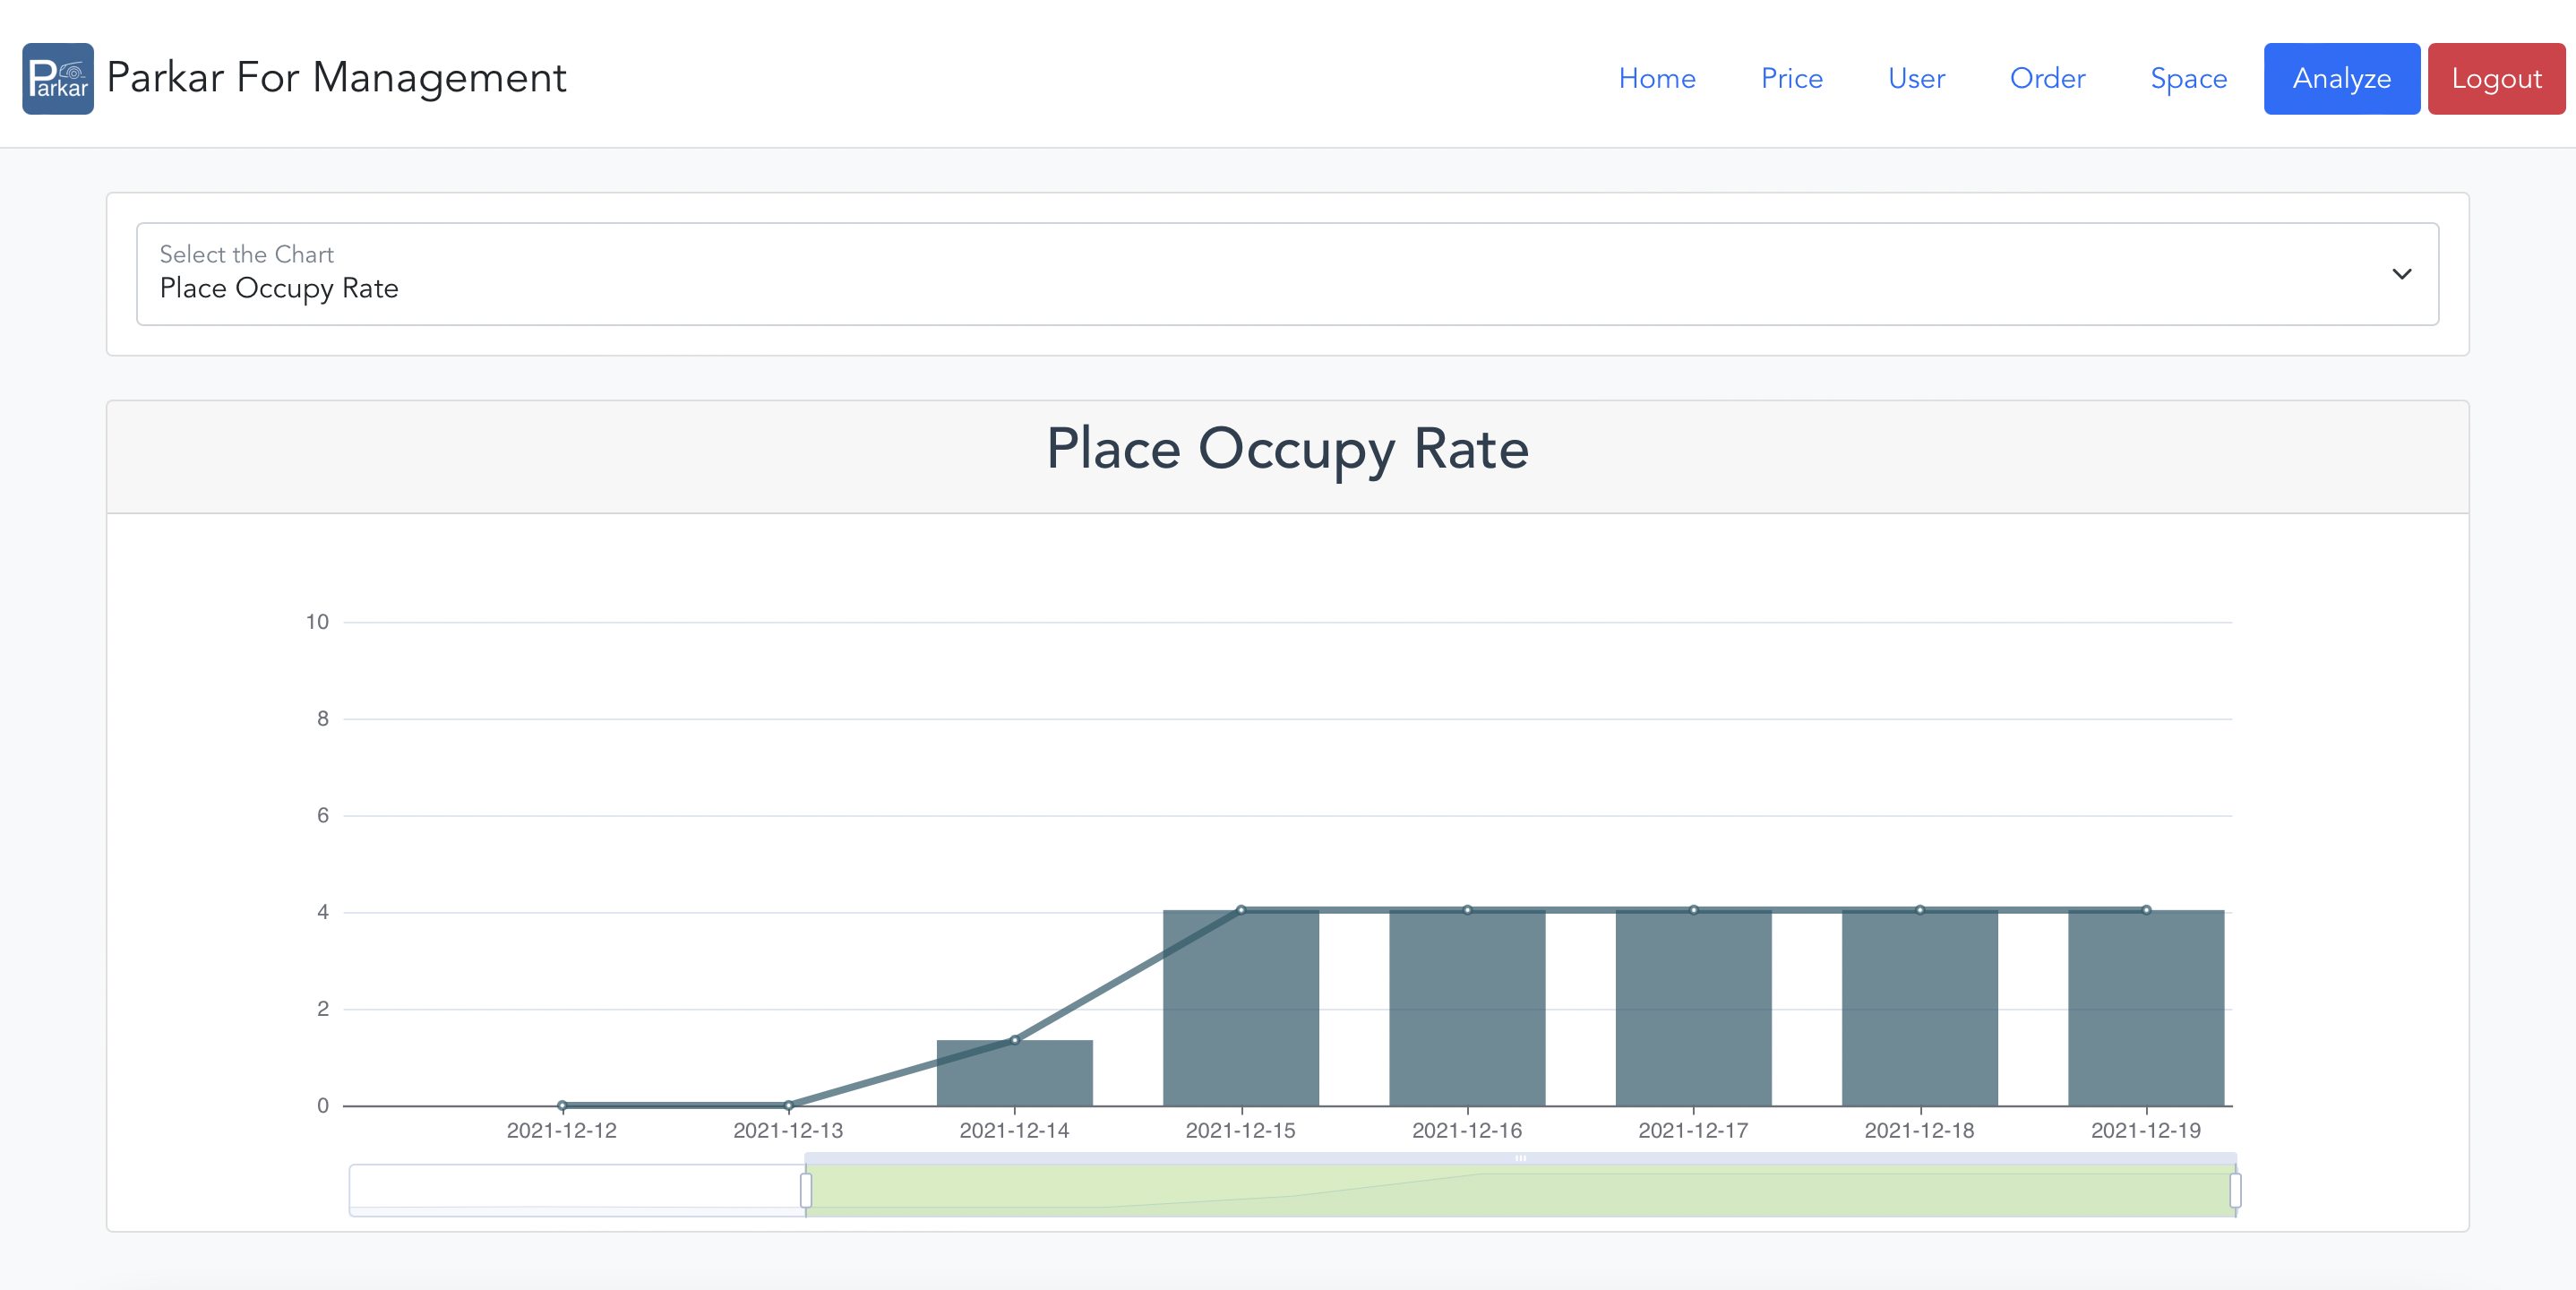 Parkar
Parkar For Management
Home
Price
User
Order
Space
Analyze
Logout
Select the Chart
Place Occupy Rate
Place Occupy Rate
10
8
6
4
2
0
2021-12-12
2021-12-13
2021-12-14
2021-12-15
2021-12-16
2021-12-17
2021-12-18
2021-12-19